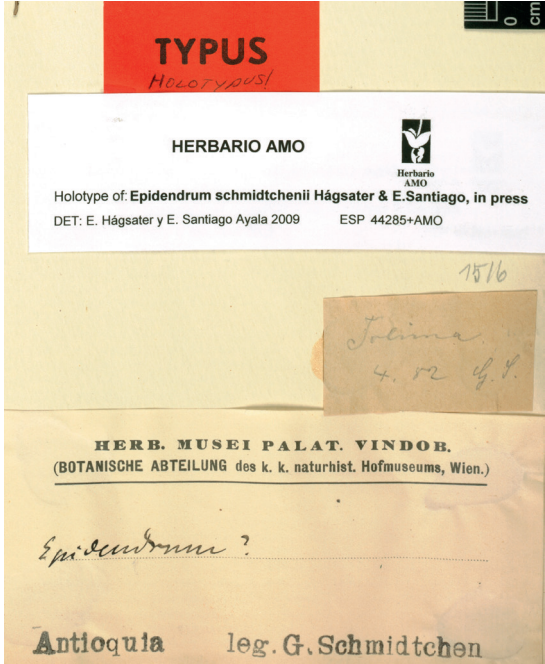 0
cm
TYPUS
HOLOTYPUS!
HERBARIO AMO
Herbario
AMO
Holotype of: Epidendrum schmidtchenii Hágsater & E.Santiago, in press
DET: E. Hágsater y E. Santiago Ayala 2009 ESP 44285+AMO
1516
Tolima
4. 82 G. S.
HERB. MUSEI PALAT. VINDOB.
(BOTANISCHE ABTEILUNG des k. k. naturhist. Hofmuseums, Wien.)
Epidendrum ?
Antioquia leg. G. Schmidtchen